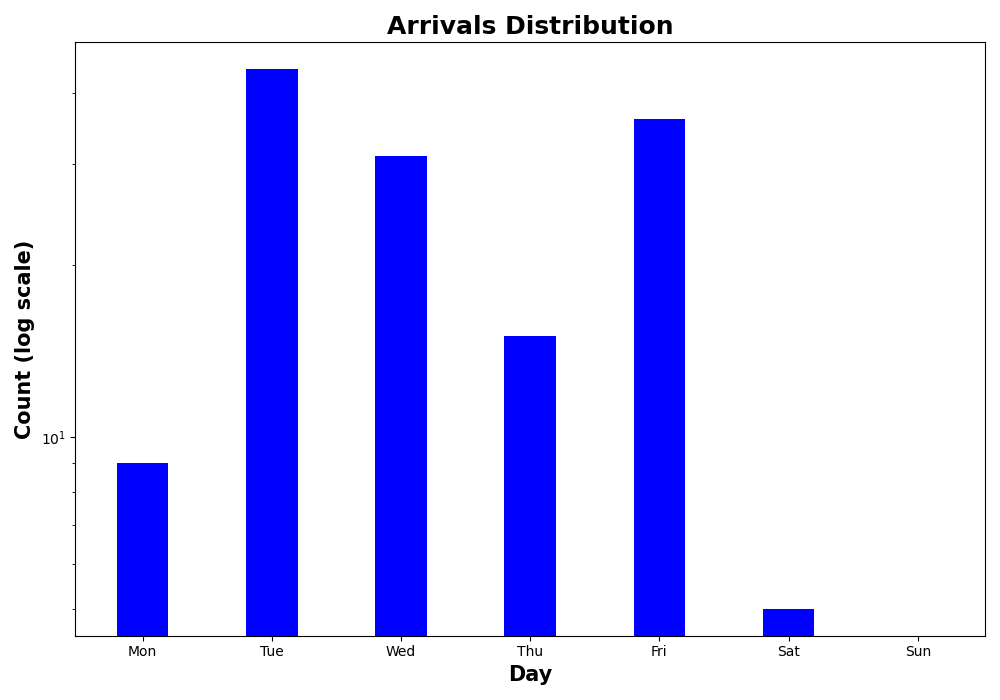 Arrivals Distribution
Count (log scale)
10¹
Mon Tue Wed Thu Fri Sat Sun
Day